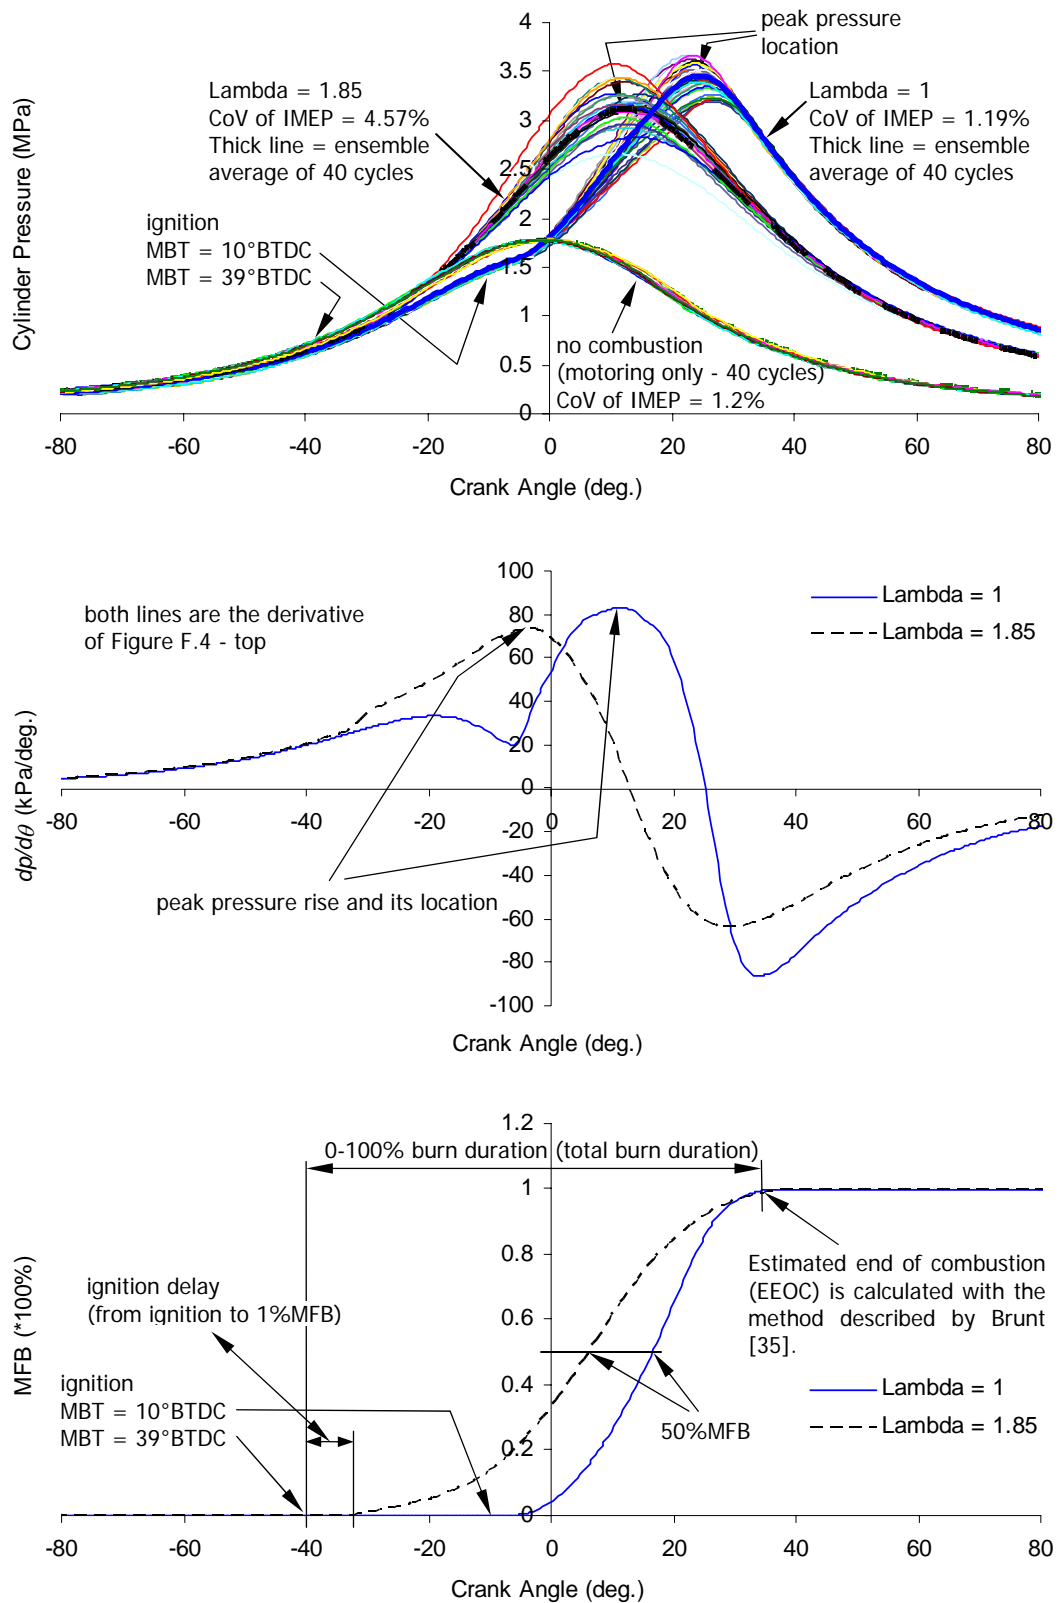 4
3.5
3
2.5
2
1.5
1
0.5
0
Cylinder Pressure (MPa)
peak pressure
location
Lambda = 1.85
CoV of IMEP = 4.57%
Thick line = ensemble
average of 40 cycles
Lambda = 1
CoV of IMEP = 1.19%
Thick line = ensemble
average of 40 cycles
ignition
MBT = 10°BTDC
MBT = 39°BTDC
no combustion
(motoring only - 40 cycles)
CoV of IMEP = 1.2%
-80 -60 -40 -20 0 20 40 60 80
Crank Angle (deg.)
100
80
60
40
20
0
-20
-40
-60
-80
-100
dp/dθ (kPa/deg.)
both lines are the derivative
of Figure F.4 - top
Lambda = 1
Lambda = 1.85
-80 -60 -40 -20 0 20 40 60 80
peak pressure rise and its location
Crank Angle (deg.)
1.2
1
0.8
0.6
0.4
0.2
0
MFB (*100%)
0-100% burn duration (total burn duration)
ignition delay
(from ignition to 1%MFB)
Estimated end of combustion
(EEOC) is calculated with the
method described by Brunt
[35].
ignition
MBT = 10°BTDC
MBT = 39°BTDC
50%MFB
Lambda = 1
Lambda = 1.85
-80 -60 -40 -20 0 20 40 60 80
Crank Angle (deg.)